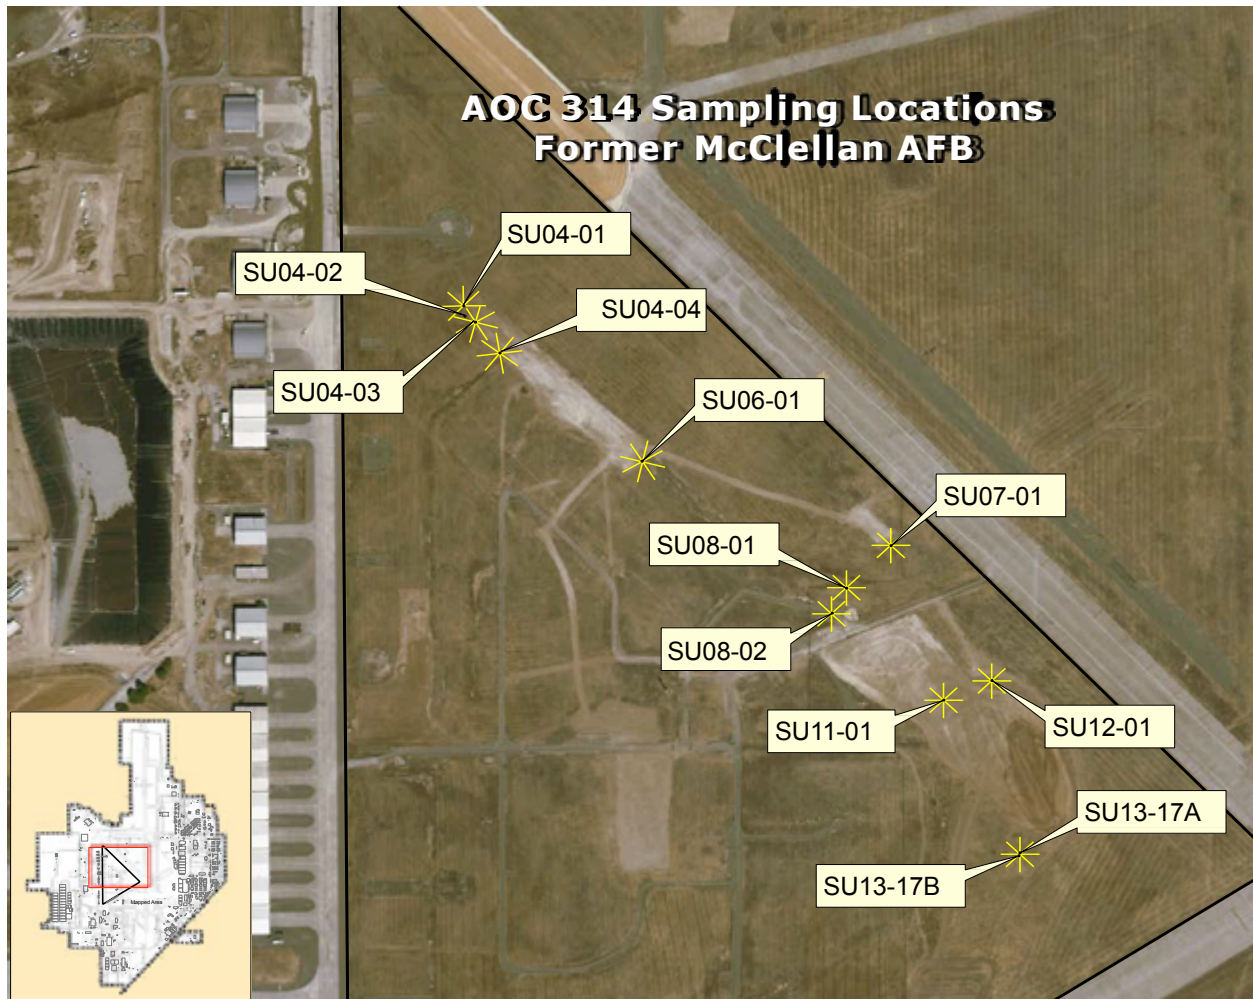 AOC 314 Sampling Locations
Former McClellan AFB
SU04-01
SU04-02
SU04-04
SU04-03
SU06-01
SU07-01
SU08-01
SU08-02
SU11-01
SU12-01
SU13-17A
SU13-17B
Mapped Area